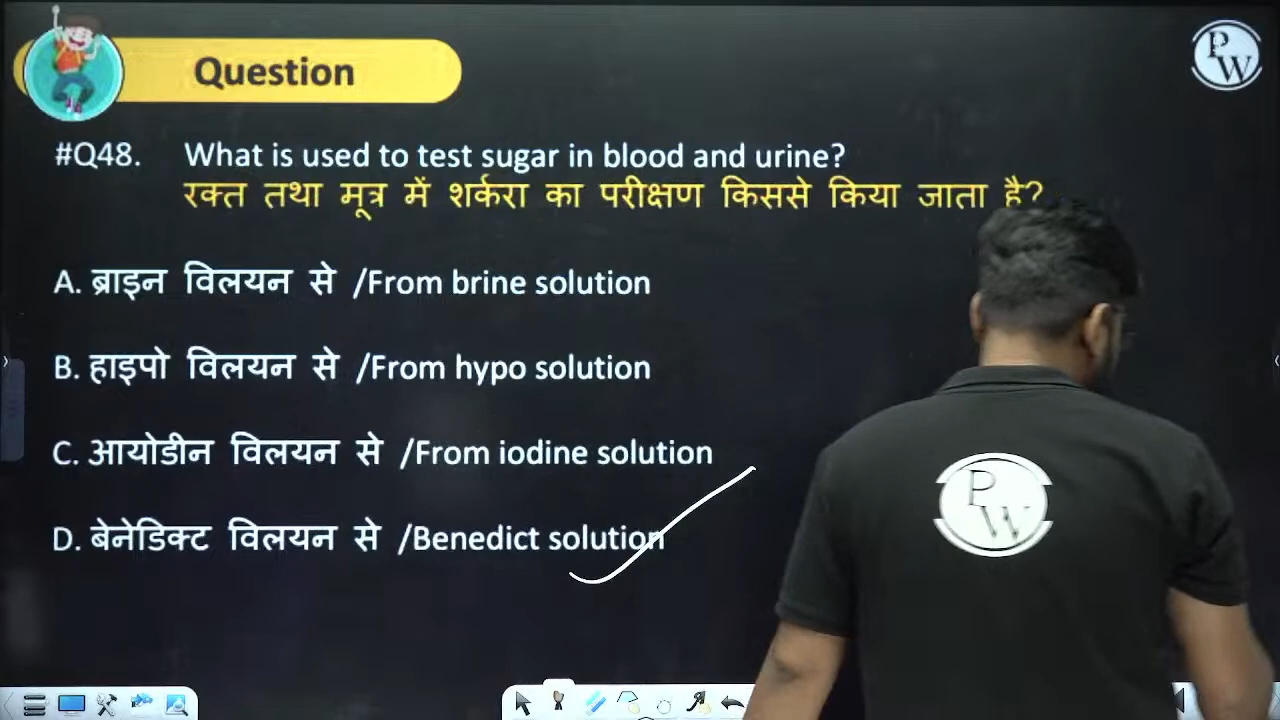 Question
PW
#Q48. What is used to test sugar in blood and urine?
रक्त तथा मूत्र में शर्करा का परीक्षण किससे किया जाता है?
A. ब्राइन विलयन से /From brine solution
B. हाइपो विलयन से /From hypo solution
C. आयोडीन विलयन से /From iodine solution
D. बेनेडिक्ट विलयन से /Benedict solution
PW